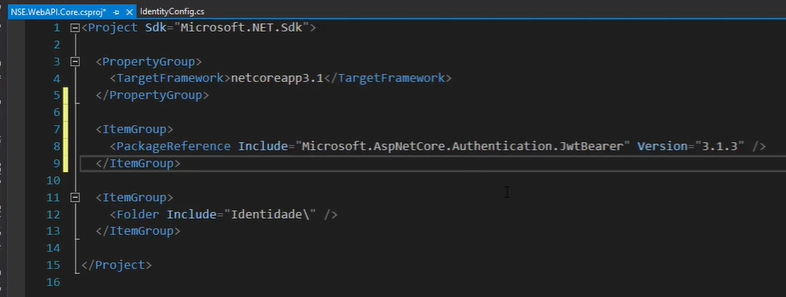 NSE.WebAPI.Core.csproj* IdentityConfig.cs
1 <Project Sdk="Microsoft.NET.Sdk">
2
3 <PropertyGroup>
4 <TargetFramework>netcoreapp3.1</TargetFramework>
5 </PropertyGroup>
6
7 <ItemGroup>
8 <PackageReference Include="Microsoft.AspNetCore.Authentication.JwtBearer" Version="3.1.3" />
9 </ItemGroup>
10
11 <ItemGroup>
12 <Folder Include="Identidade\" />
13 </ItemGroup>
14
15 </Project>
16